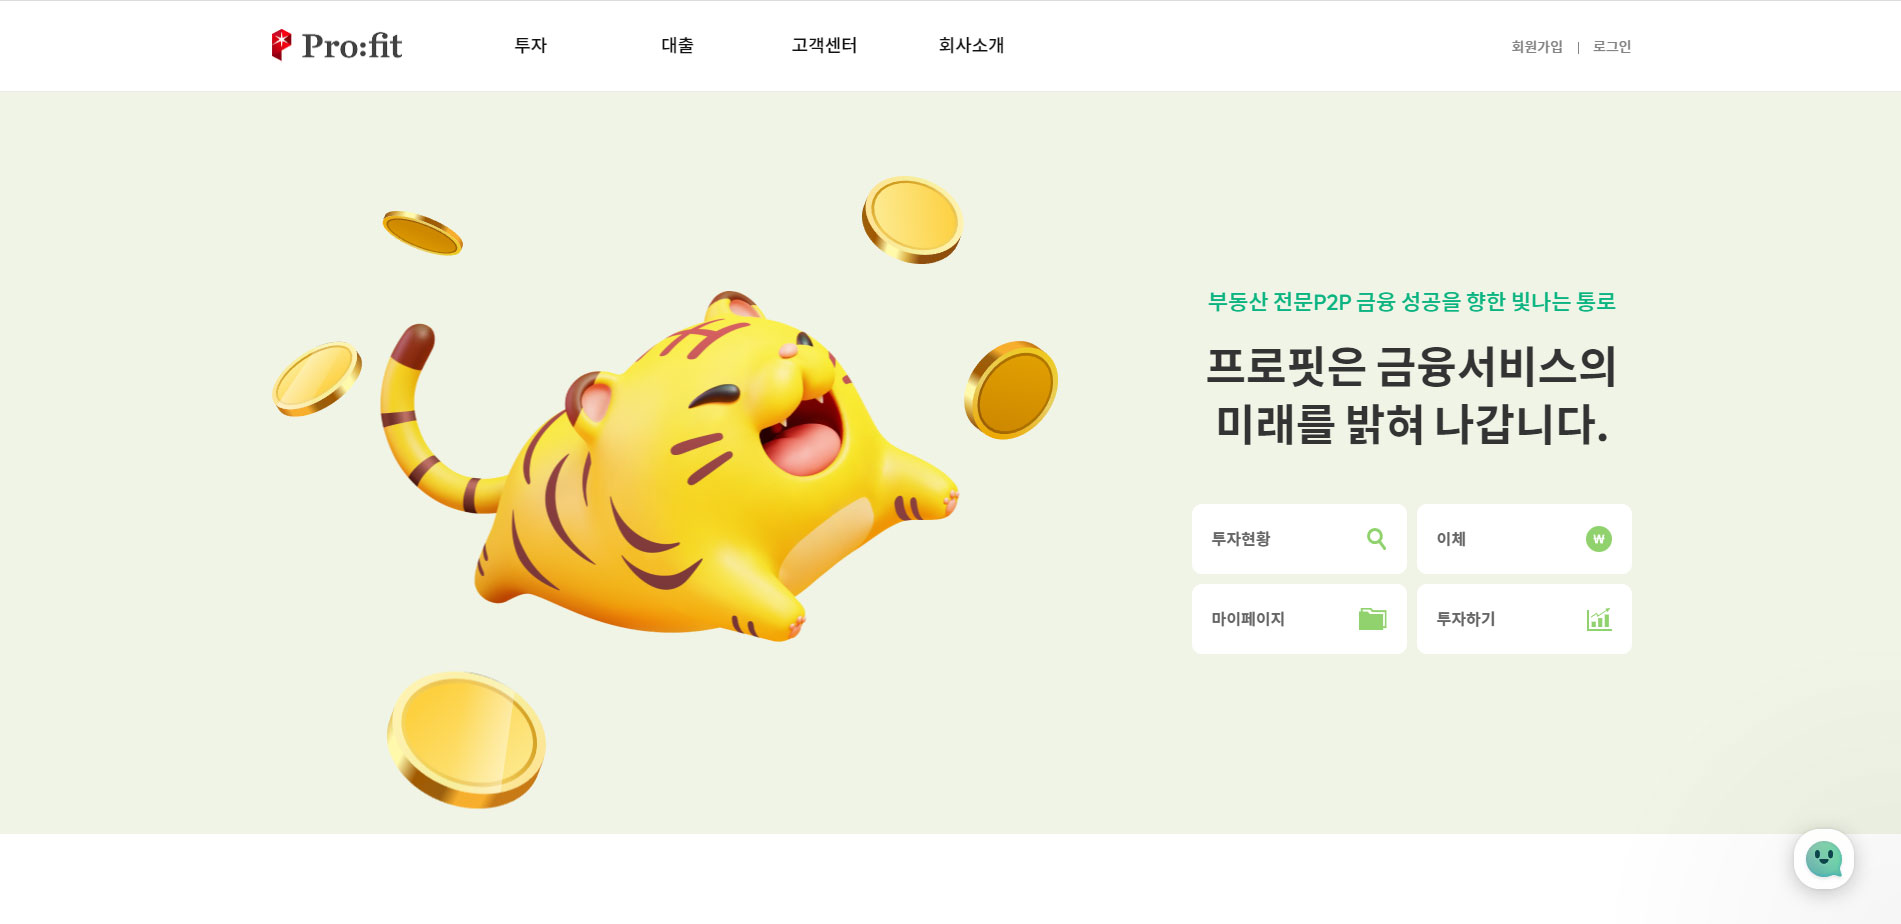 Pro:fit
투자
대출
고객센터
회사소개
회원가입 | 로그인
부동산 전문P2P 금융 성공을 향한 빛나는 통로
프로핏은 금융서비스의
미래를 밝혀 나갑니다.
투자현황
이체
₩
마이페이지
투자하기